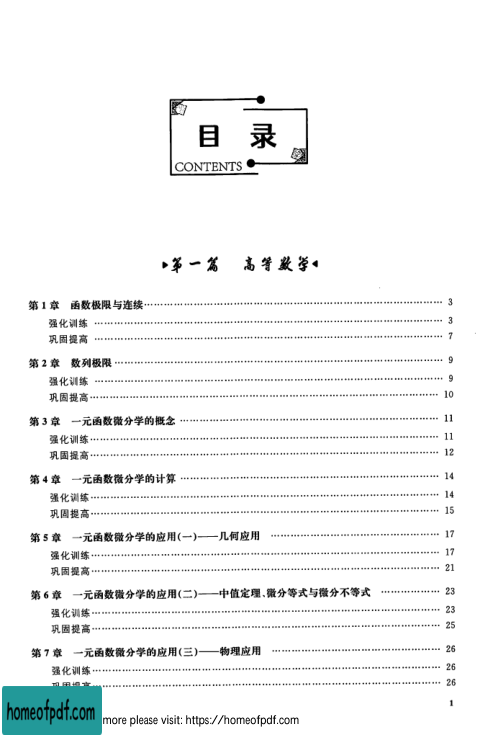 目 录
CONTENTS
第一篇 高等数学
第1章 函数极限与连续 3
强化训练 3
巩固提高 7
第2章 数列极限 9
强化训练 9
巩固提高 10
第3章 一元函数微分学的概念 11
强化训练 11
巩固提高 12
第4章 一元函数微分学的计算 14
强化训练 14
巩固提高 15
第5章 一元函数微分学的应用(一)——几何应用 17
强化训练 17
巩固提高 21
第6章 一元函数微分学的应用(二)——中值定理、微分等式与微分不等式 23
强化训练 23
巩固提高 25
第7章 一元函数微分学的应用(三)——物理应用 26
强化训练 26
巩固提高 26
1
homeofpdf.com
more please visit: https://homeofpdf.com